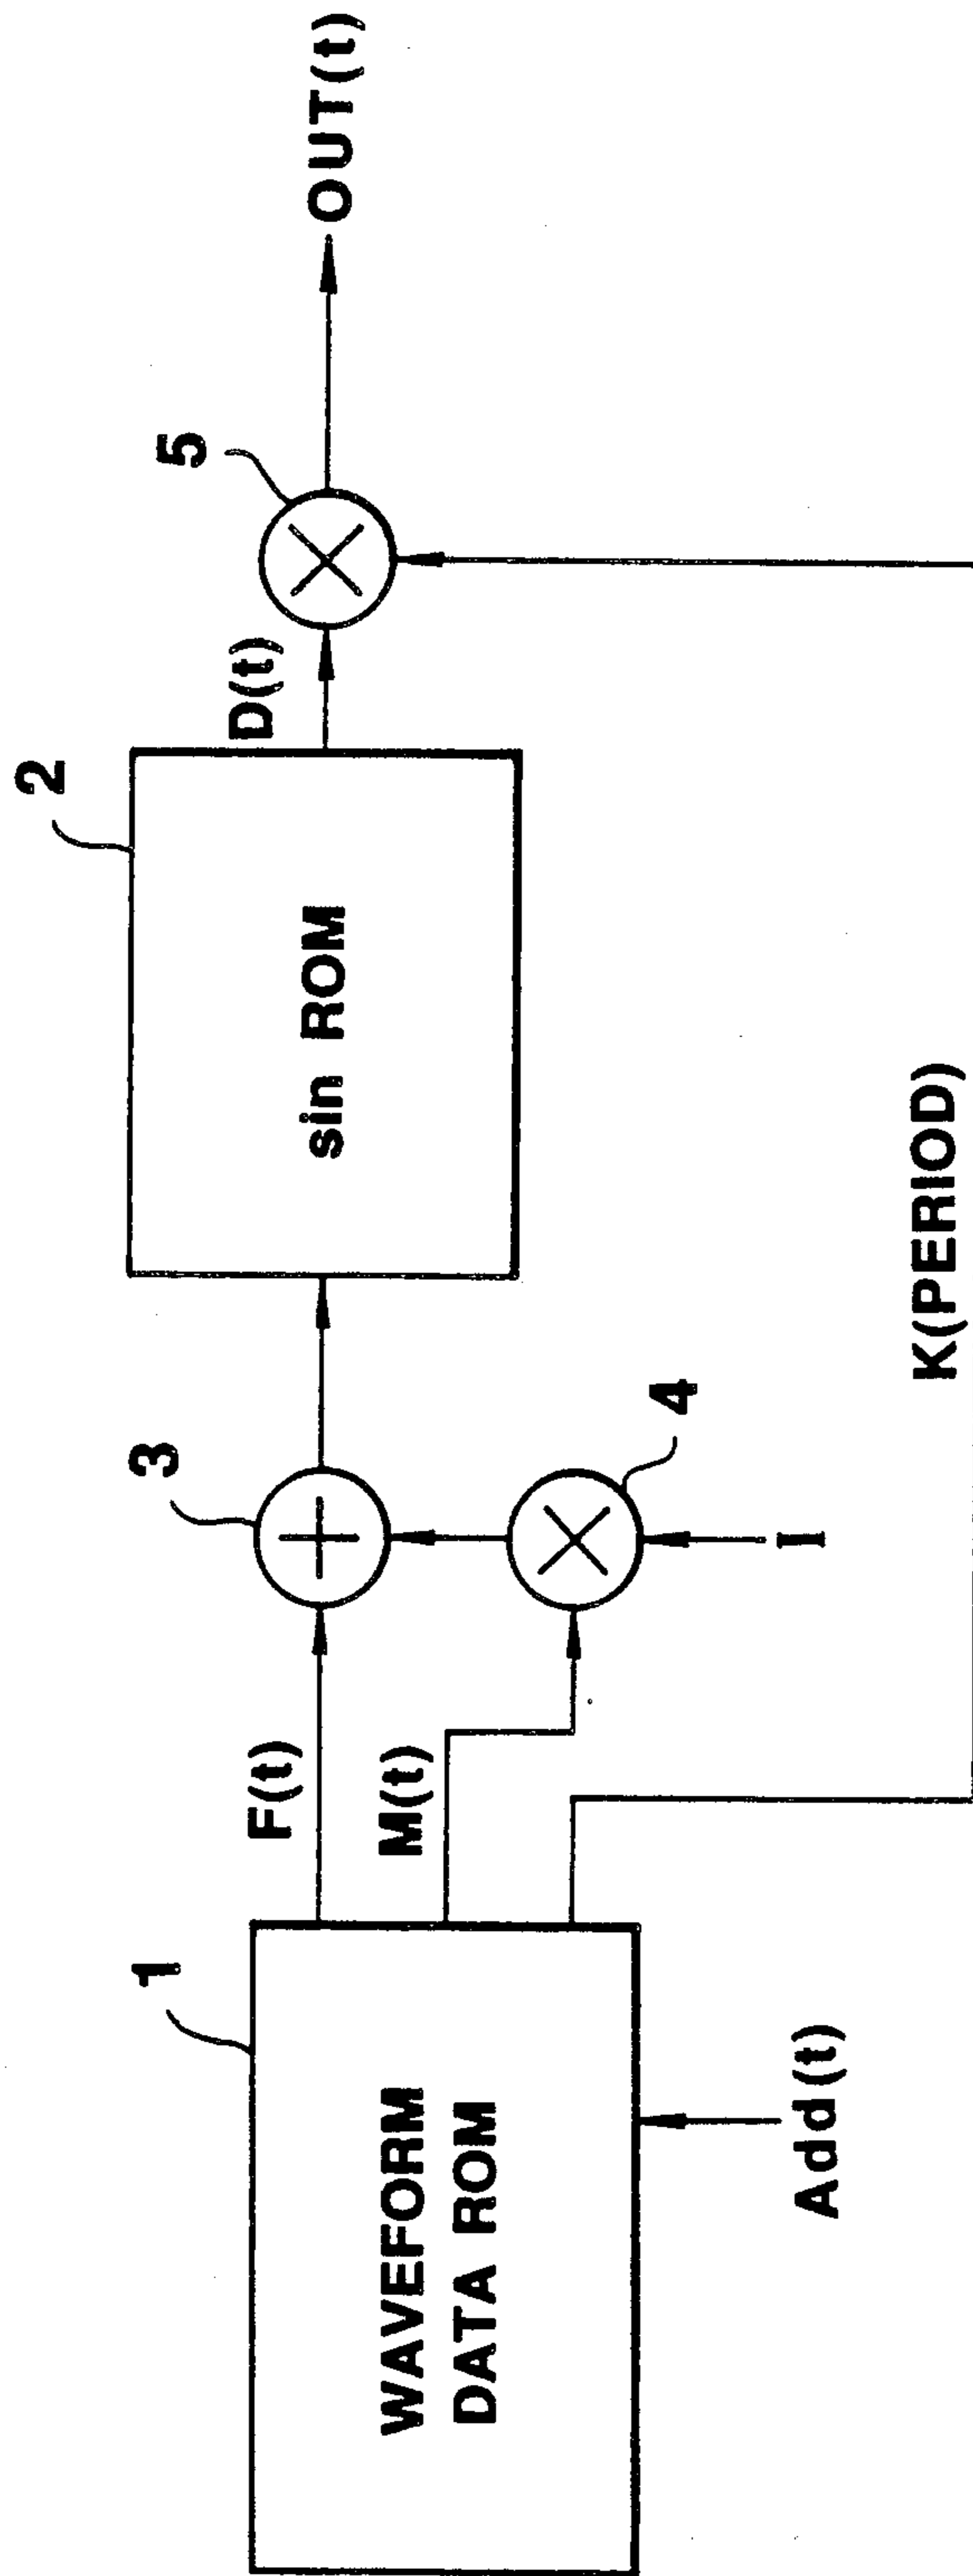 1
WAVEFORM
DATA ROM
Add(t)
F(t)
M(t)
3
4
I
2
sin ROM
D(t)
5
OUT(t)
K(PERIOD)